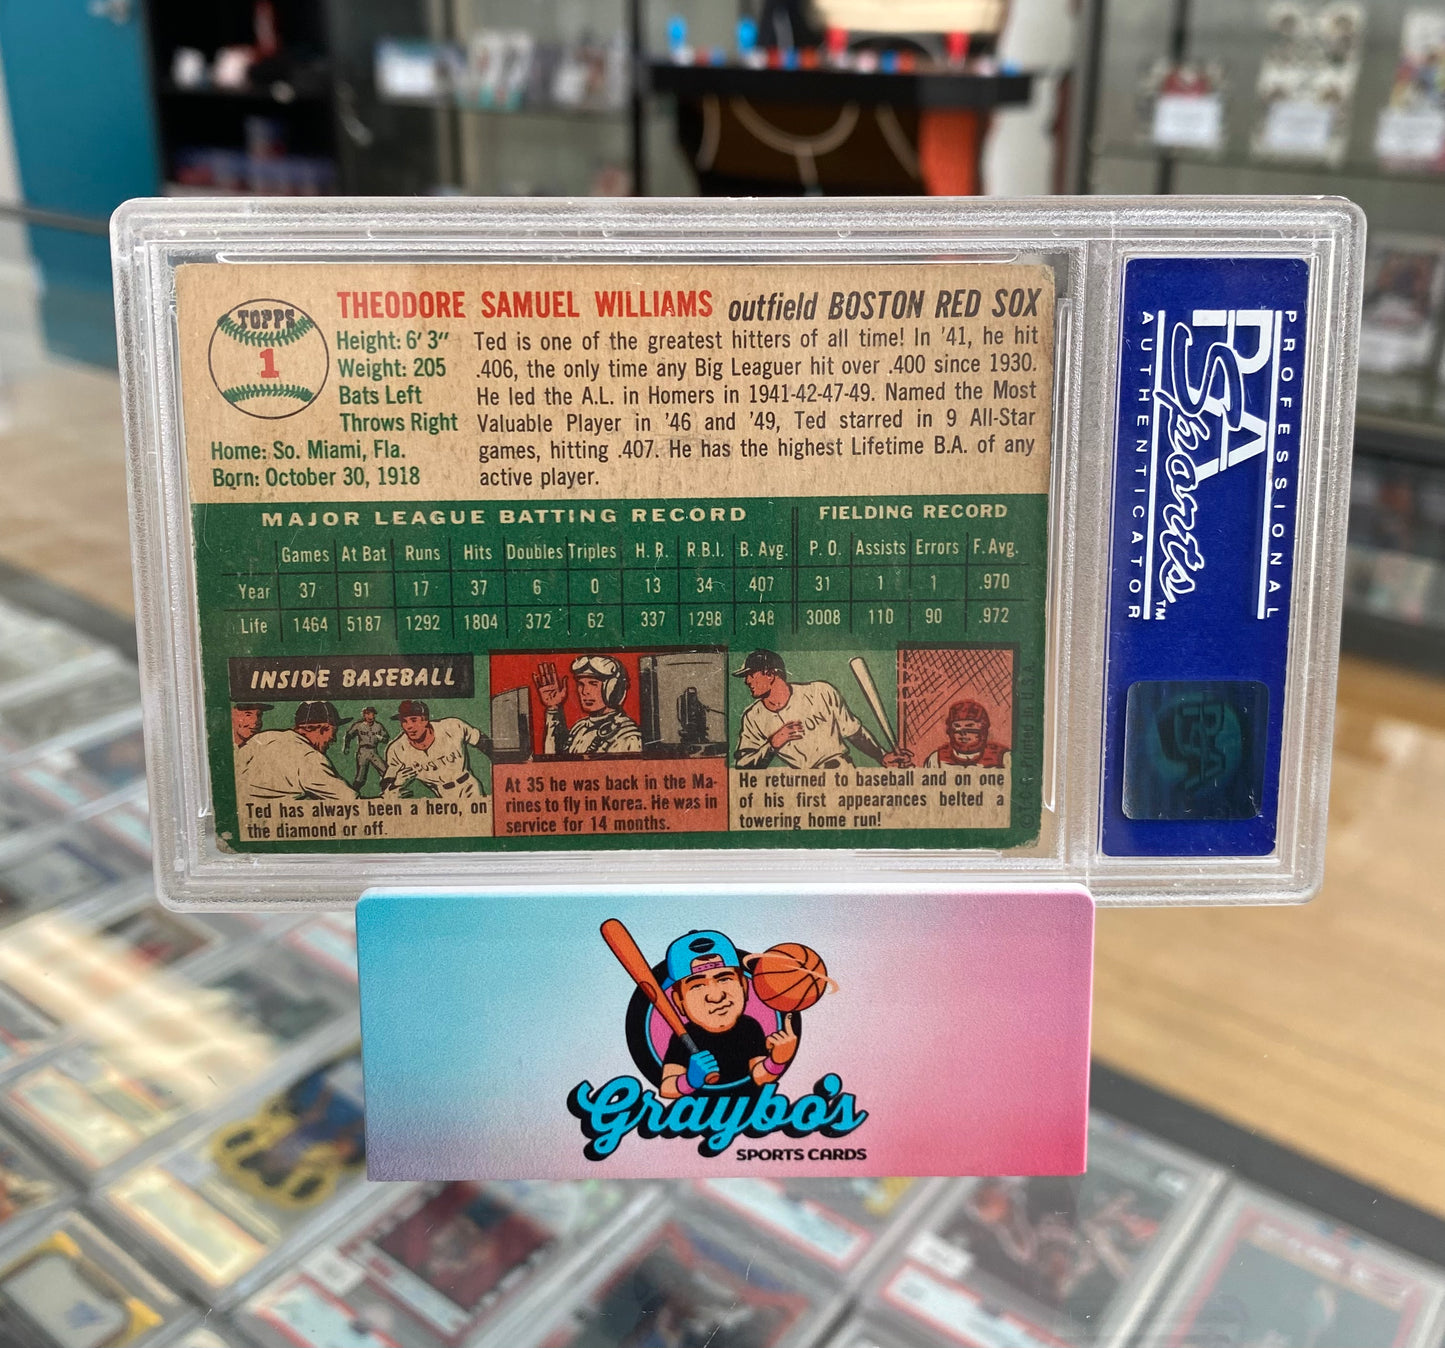 TOPPS
1
THEODORE SAMUEL WILLIAMS outfield BOSTON RED SOX
Height: 6' 3"
Weight: 205
Bats Left
Throws Right
Home: So. Miami, Fla.
Born: October 30, 1918
Ted is one of the greatest hitters of all time! In '41, he hit
.406, the only time any Big Leaguer hit over .400 since 1930.
He led the A.L. in Homers in 1941-42-47-49. Named the Most
Valuable Player in '46 and '49, Ted starred in 9 All-Star
games, hitting .407. He has the highest Lifetime B.A. of any
active player.
MAJOR LEAGUE BATTING RECORD FIELDING RECORD
Games At Bat Runs Hits Doubles Triples H. R. R.B.I. B. Avg. P. O. Assists Errors F. Avg.
Year 37 91 17 37 6 0 13 34 .407 31 1 1 .970
Life 1464 5187 1292 1804 372 62 337 1298 .348 3008 110 90 .972
INSIDE BASEBALL
Ted has always been a hero, on
the diamond or off.
At 35 he was back in the Ma-
rines to fly in Korea. He was in
service for 14 months.
He returned to baseball and on one
of his first appearances belted a
towering home run!
©T.C.G. Printed in U.S.A.
PROFESSIONAL
PSA
Sports™
AUTHENTICATOR
Graybo's
SPORTS CARDS